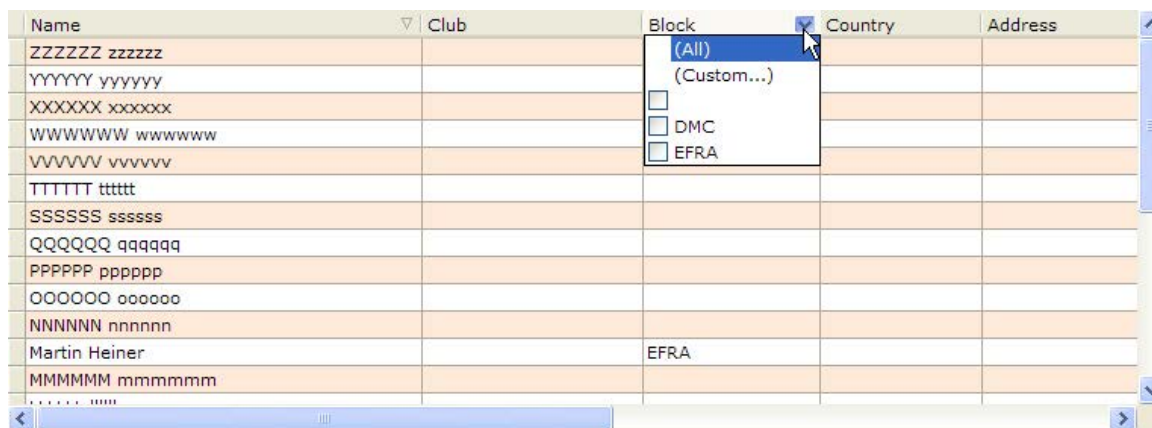 Name Club Block Country Address
ZZZZZZ zzzzzz (All)
YYYYYY yyyyyy (Custom...)
XXXXXX xxxxxx
WWWWWW wwwwww DMC
VVVVVV vvvvvv EFRA
TTTTTT tttttt
SSSSSS ssssss
QQQQQQ qqqqqq
PPPPPP pppppp
OOOOOO oooooo
NNNNNN nnnnnn
Martin Heiner EFRA
MMMMMM mmmmmm